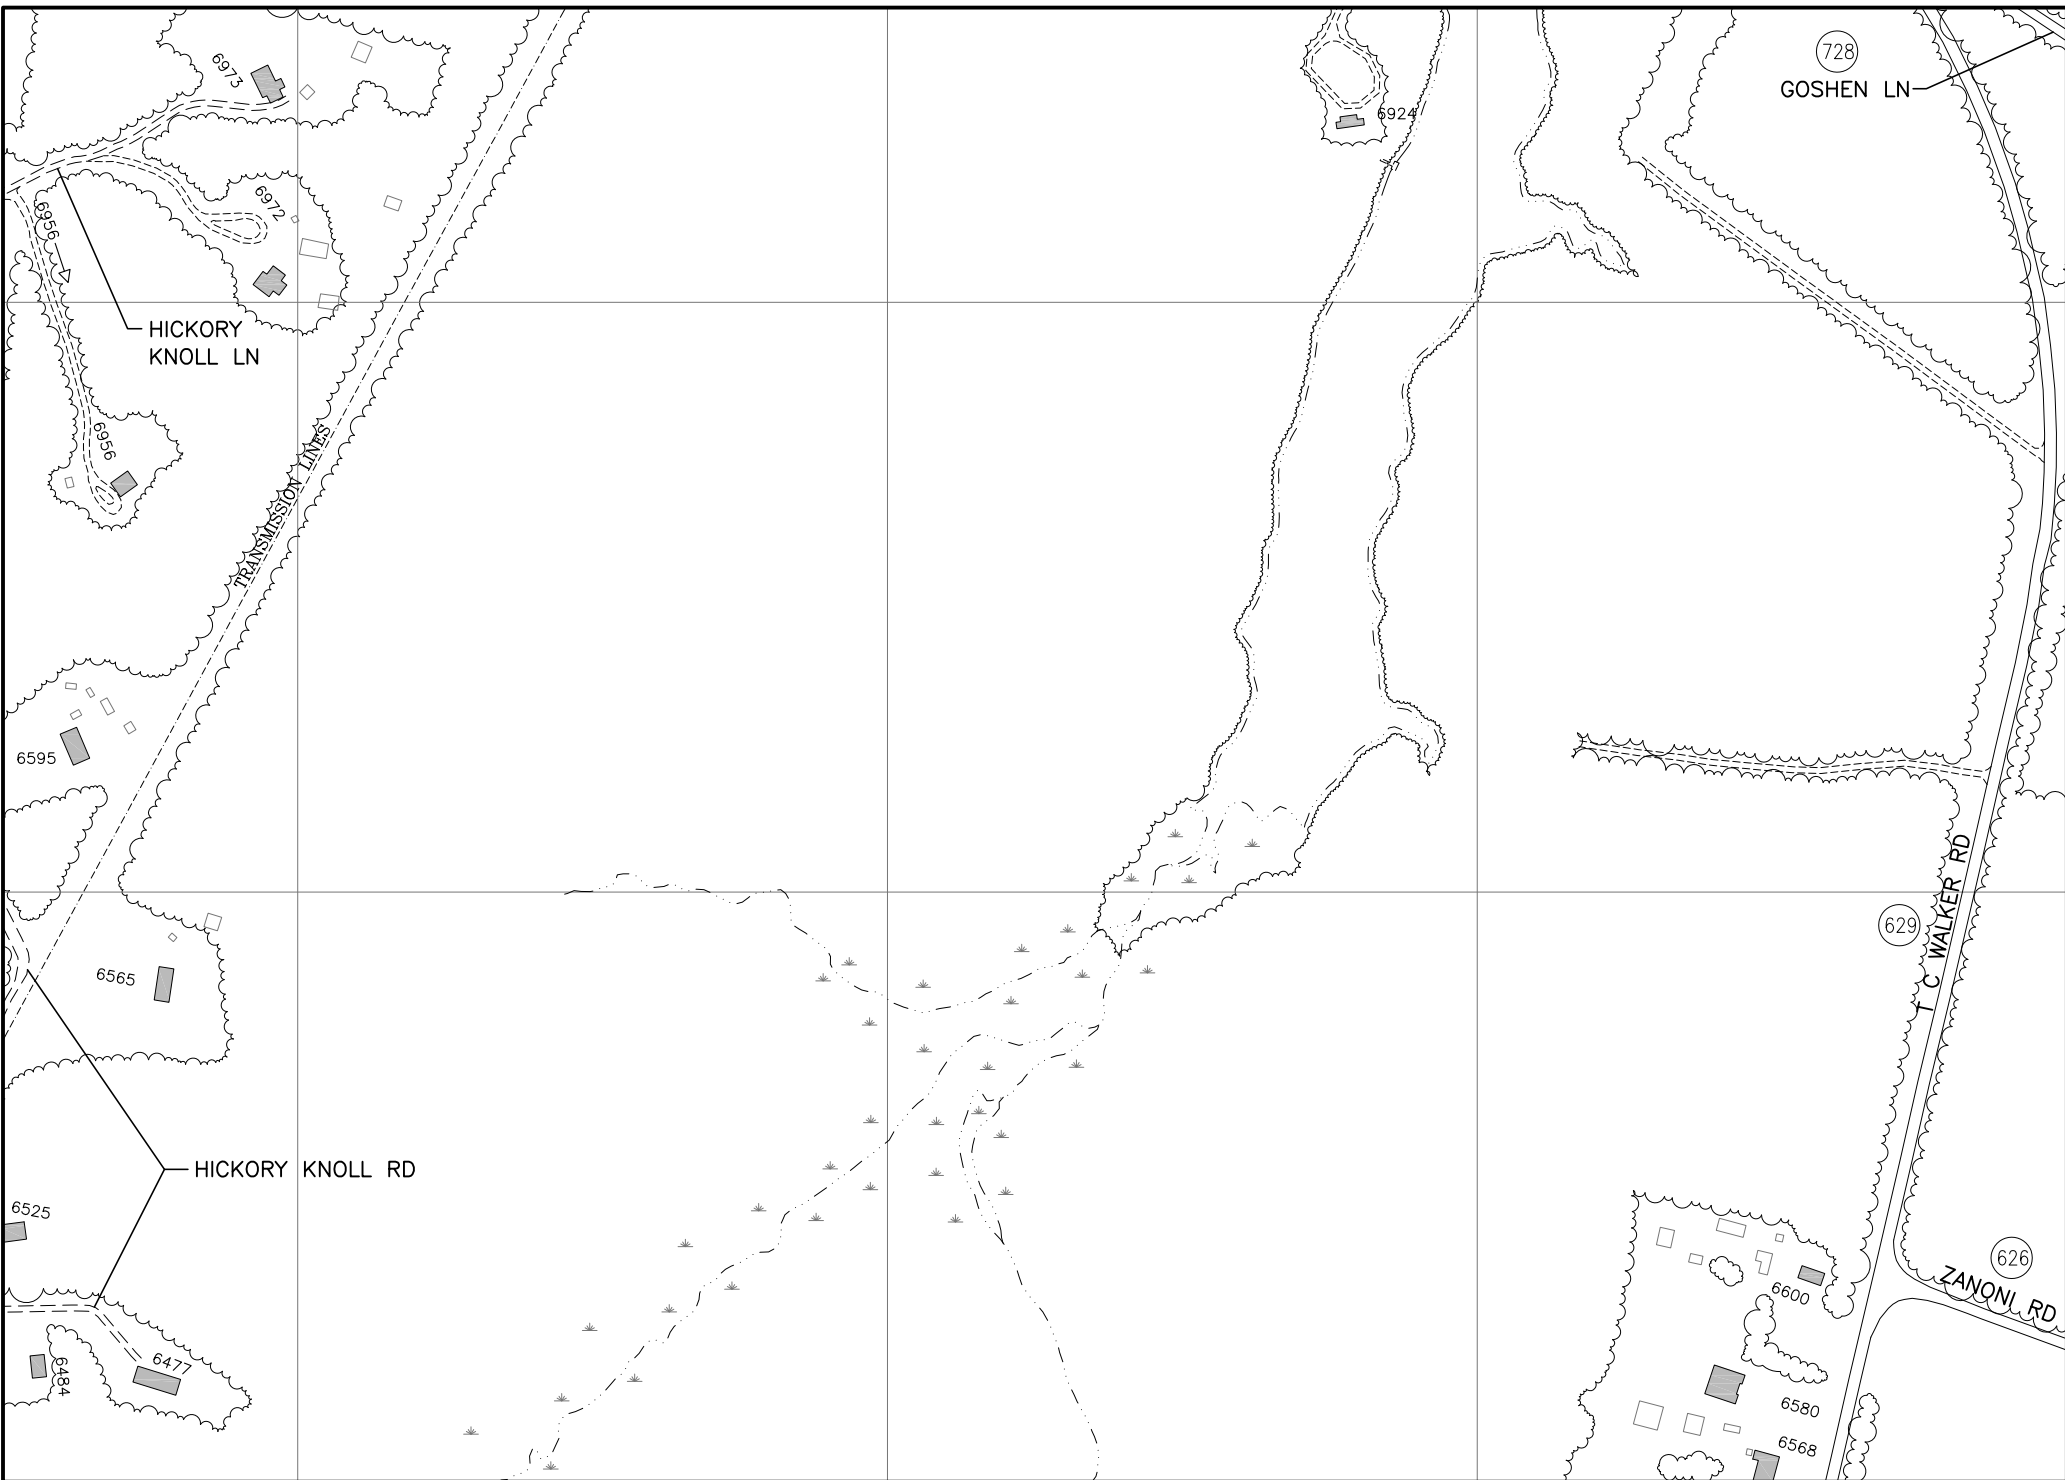 728
GOSHEN LN
6973
6924
6972
6956
HICKORY
KNOLL LN
6956
TRANSMISSION LINES
6595
T C WALKER RD
629
6565
HICKORY KNOLL RD
6525
626
ZANONI RD
6600
6477
6484
6580
6568